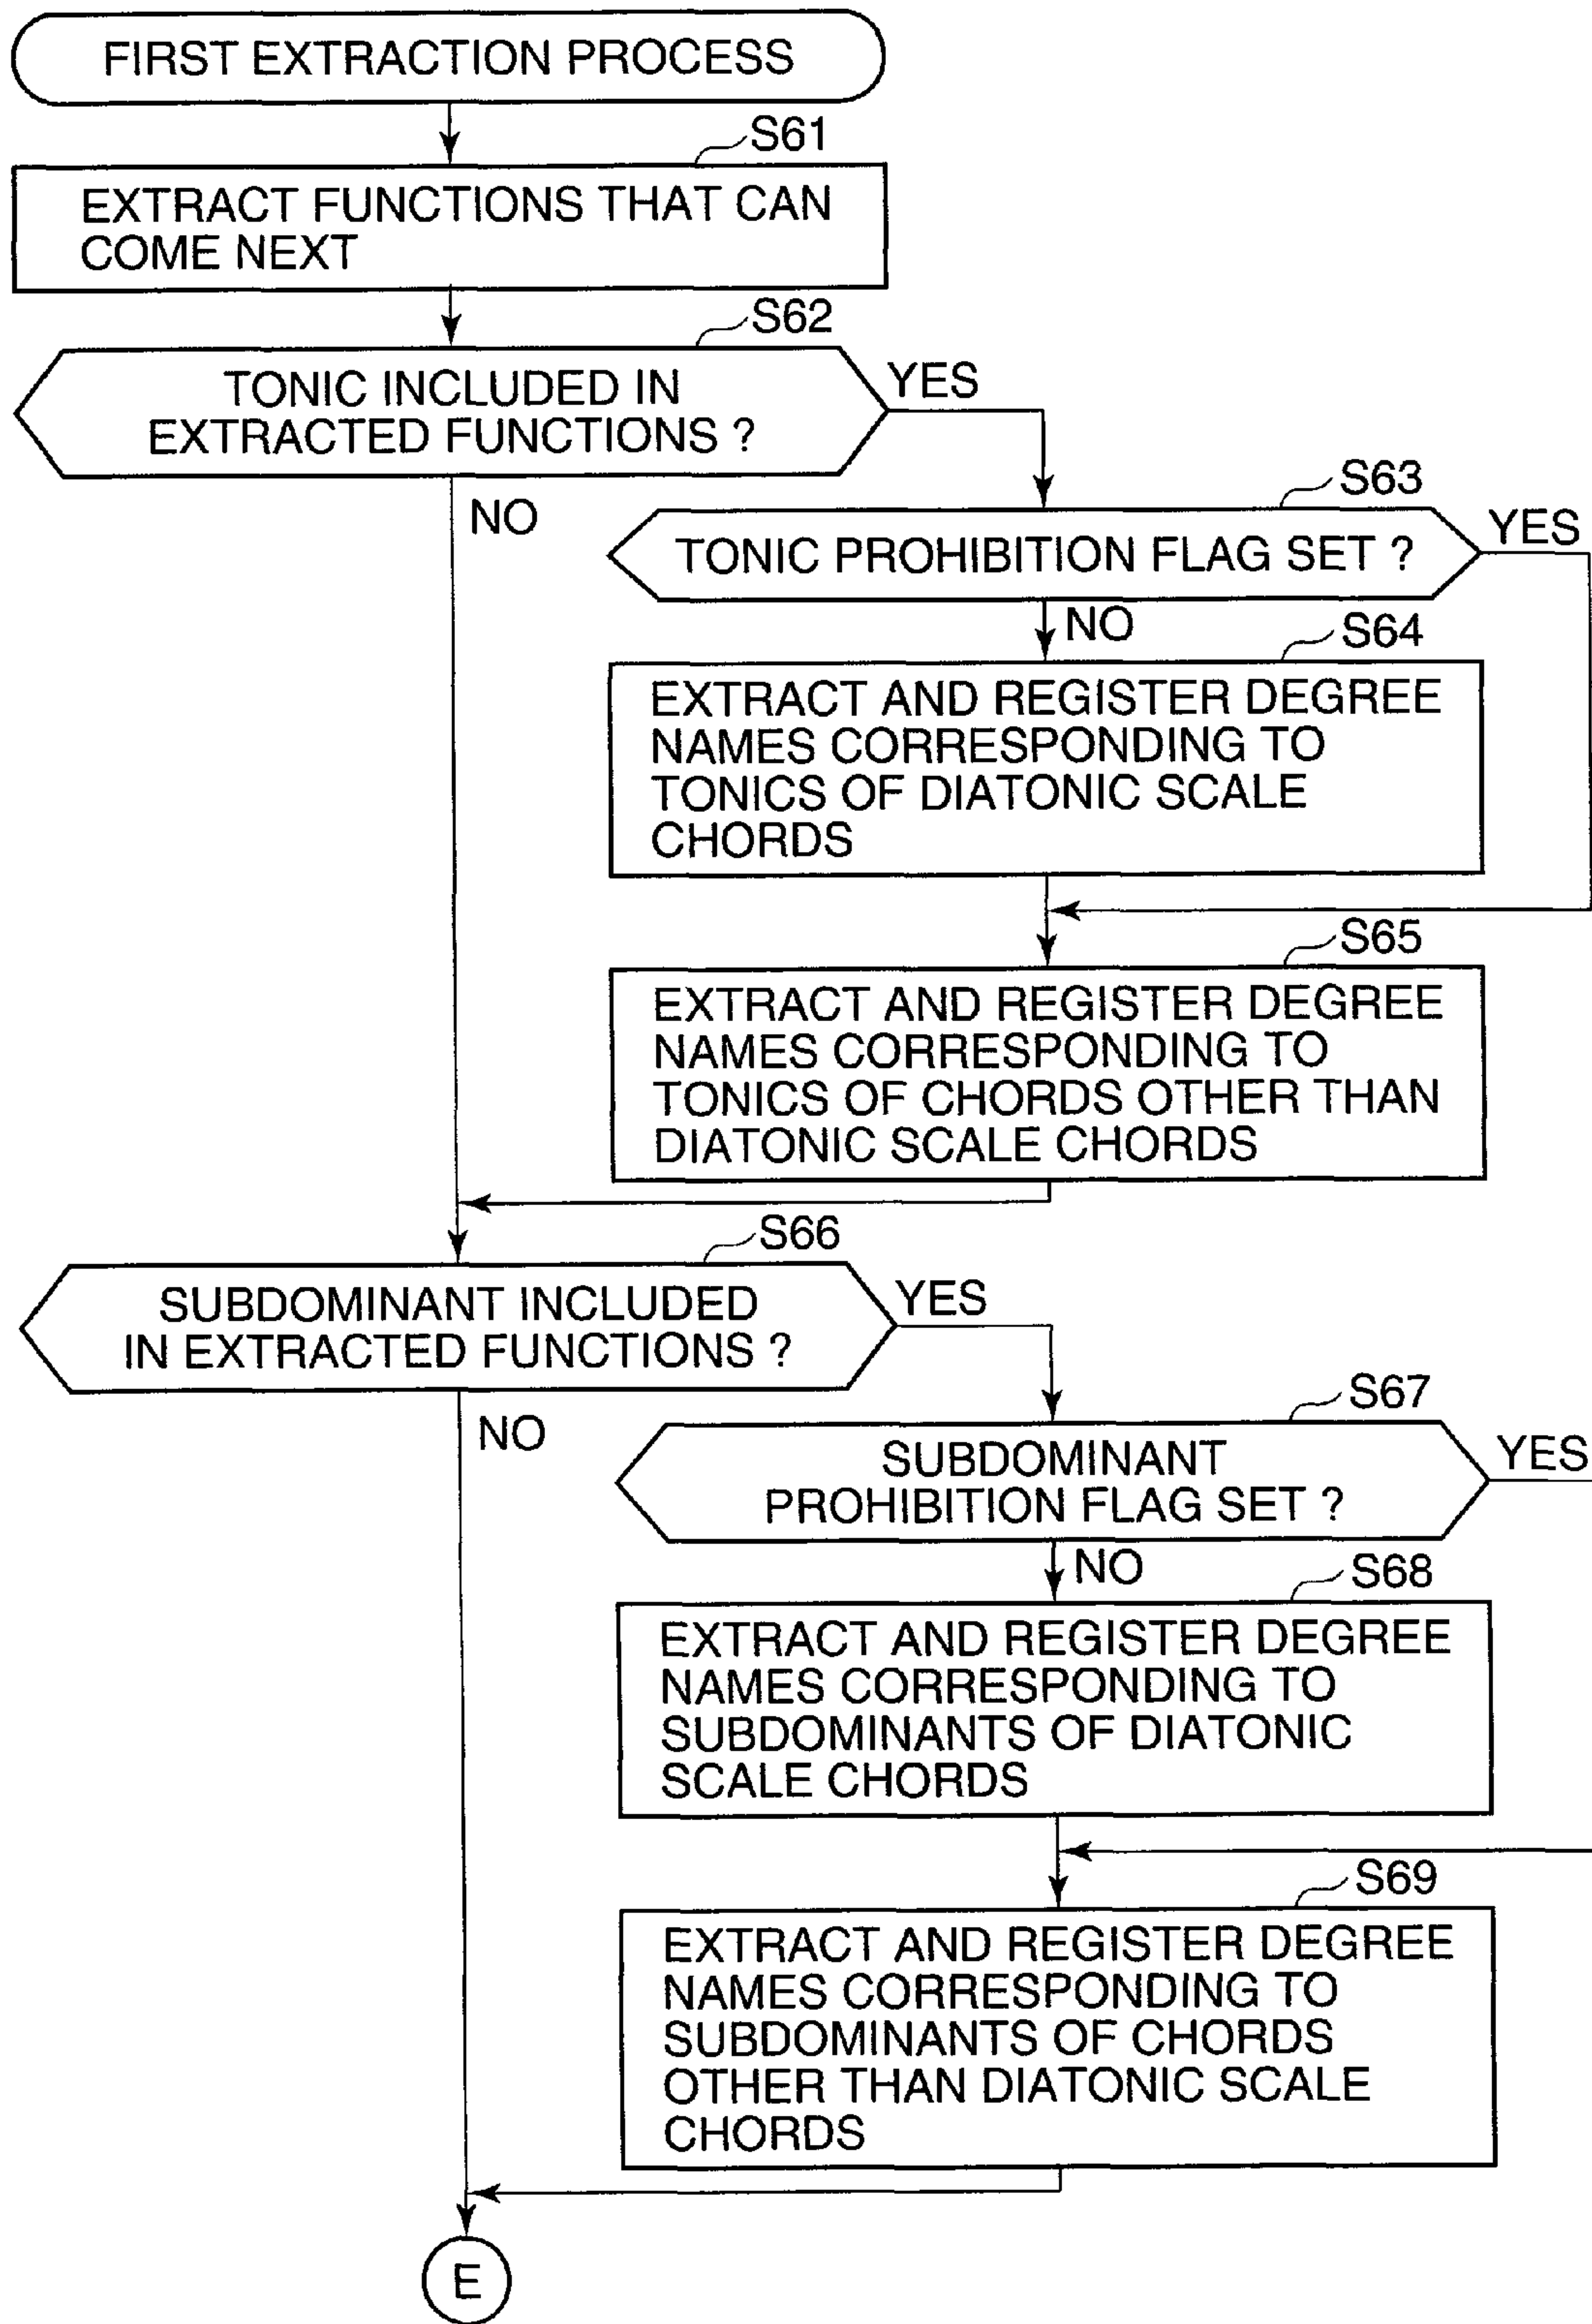 FIRST EXTRACTION PROCESS
S61
EXTRACT FUNCTIONS THAT CAN
COME NEXT
S62
TONIC INCLUDED IN
EXTRACTED FUNCTIONS ?
YES
NO
S63
TONIC PROHIBITION FLAG SET ?
YES
NO
S64
EXTRACT AND REGISTER DEGREE
NAMES CORRESPONDING TO
TONICS OF DIATONIC SCALE
CHORDS
S65
EXTRACT AND REGISTER DEGREE
NAMES CORRESPONDING TO
TONICS OF CHORDS OTHER THAN
DIATONIC SCALE CHORDS
S66
SUBDOMINANT INCLUDED
IN EXTRACTED FUNCTIONS ?
YES
NO
S67
SUBDOMINANT
PROHIBITION FLAG SET ?
YES
NO
S68
EXTRACT AND REGISTER DEGREE
NAMES CORRESPONDING TO
SUBDOMINANTS OF DIATONIC
SCALE CHORDS
S69
EXTRACT AND REGISTER DEGREE
NAMES CORRESPONDING TO
SUBDOMINANTS OF CHORDS
OTHER THAN DIATONIC SCALE
CHORDS
E